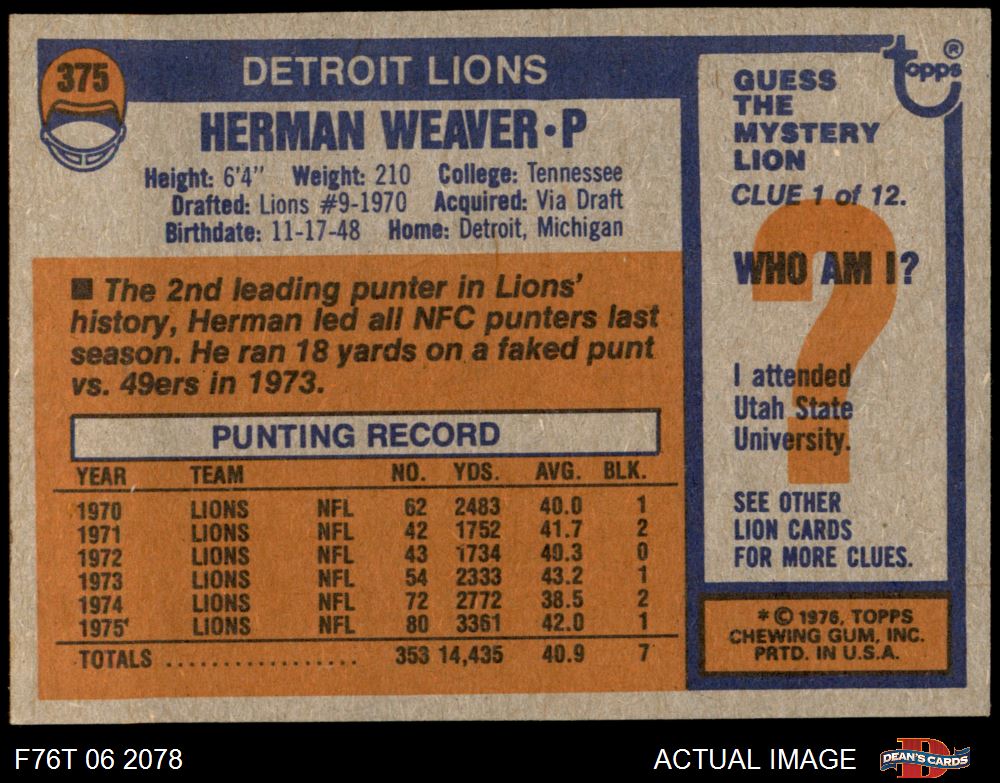 375
DETROIT LIONS
HERMAN WEAVER • P
Height: 6'4" Weight: 210 College: Tennessee
Drafted: Lions #9-1970 Acquired: Via Draft
Birthdate: 11-17-48 Home: Detroit, Michigan
■ The 2nd leading punter in Lions'
history, Herman led all NFC punters last
season. He ran 18 yards on a faked punt
vs. 49ers in 1973.
PUNTING RECORD
YEAR TEAM NO. YDS. AVG. BLK.
1970 LIONS NFL 62 2483 40.0 1
1971 LIONS NFL 42 1752 41.7 2
1972 LIONS NFL 43 1734 40.3 0
1973 LIONS NFL 54 2333 43.2 1
1974 LIONS NFL 72 2772 38.5 2
1975 LIONS NFL 80 3361 42.0 1
TOTALS .................. 353 14,435 40.9 7
topps ®
GUESS
THE
MYSTERY
LION
CLUE 1 of 12.
WHO AM I?
?
I attended
Utah State
University.
SEE OTHER
LION CARDS
FOR MORE CLUES.
* © 1976, TOPPS
CHEWING GUM, INC.
PRTD. IN U.S.A.
F76T 06 2078
ACTUAL IMAGE
DEAN'S CARDS